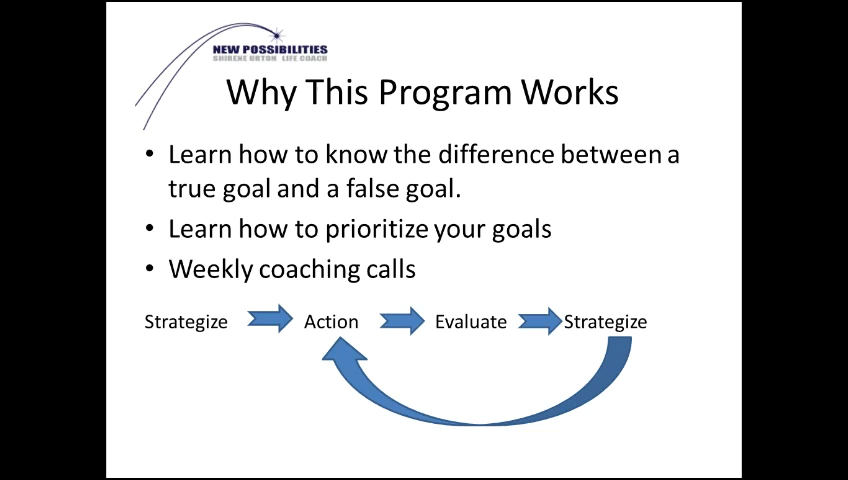 NEW POSSIBILITIES
SHIRENE URTON LIFE COACH
Why This Program Works
• Learn how to know the difference between a
true goal and a false goal.
• Learn how to prioritize your goals
• Weekly coaching calls
Strategize Action Evaluate Strategize